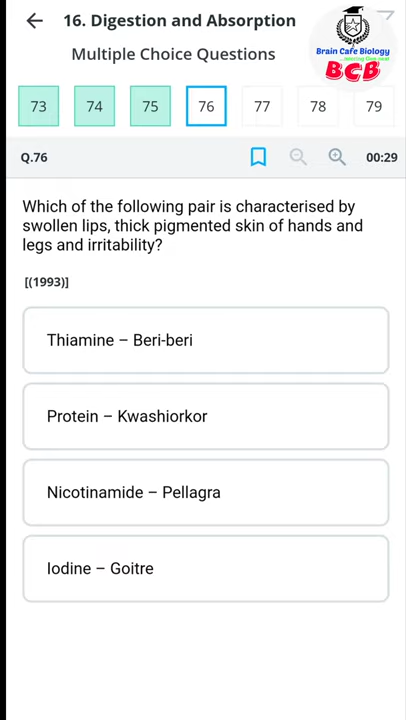 16. Digestion and Absorption
Multiple Choice Questions
Brain Cafe Biology
BCB
73 74 75 76 77 78 79
Q.76 00:29
Which of the following pair is characterised by
swollen lips, thick pigmented skin of hands and
legs and irritability?
[(1993)]
Thiamine – Beri-beri
Protein – Kwashiorkor
Nicotinamide – Pellagra
Iodine – Goitre